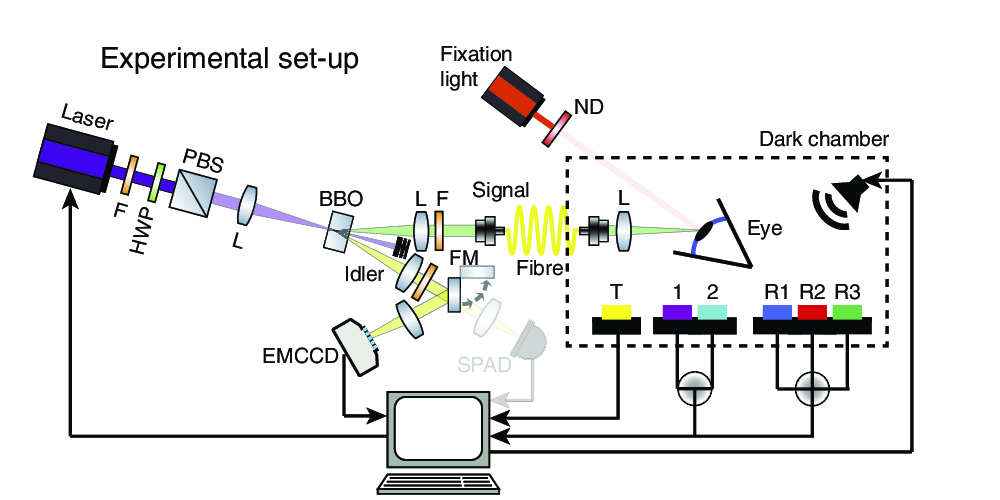 Experimental set-up
Fixation
light
ND
Laser
Dark chamber
PBS
F
HWP
L
BBO
L F
Signal
L
Eye
Idler
FM
Fibre
T
1 2
R1 R2 R3
EMCCD
SPAD